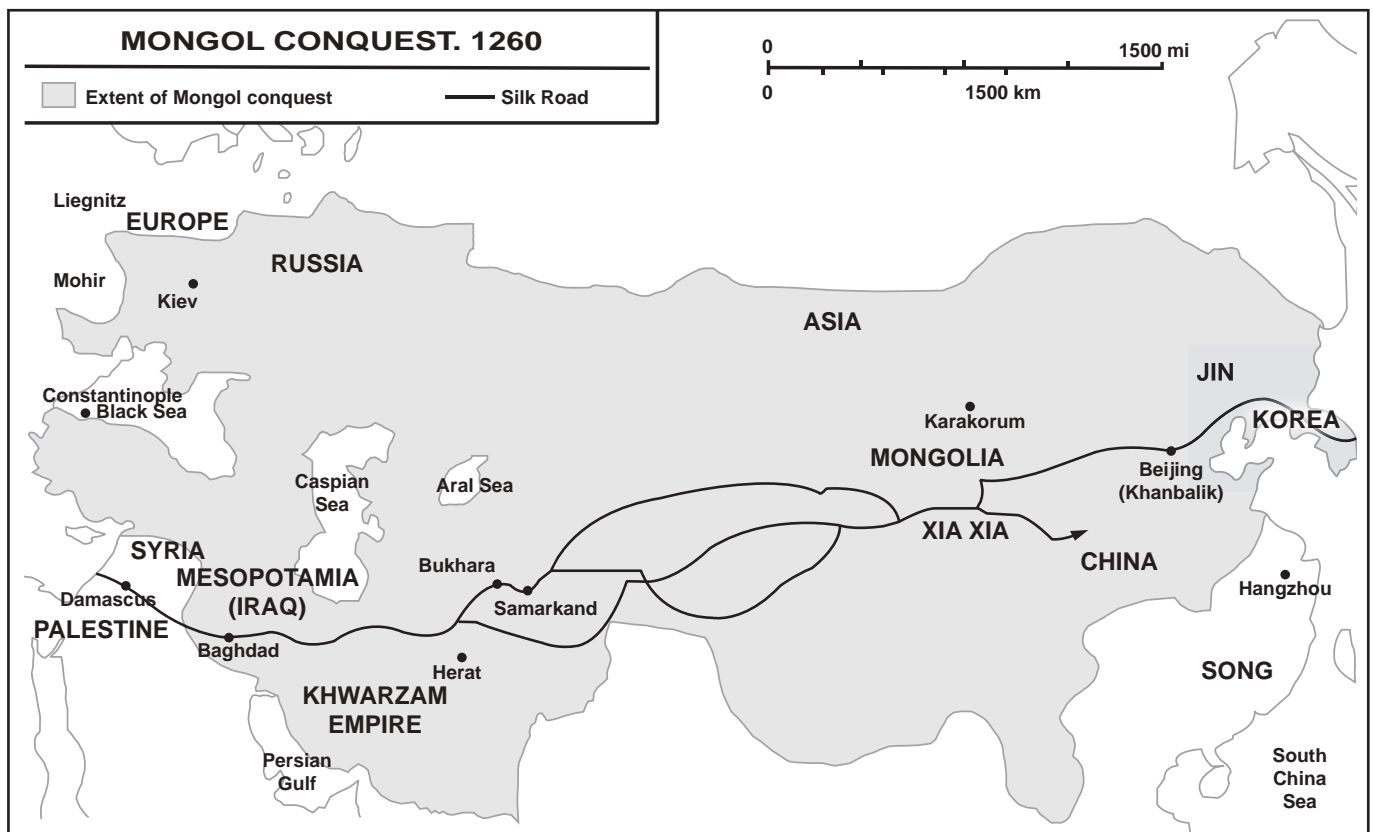 MONGOL CONQUEST. 1260
Extent of Mongol conquest
Silk Road
0
1500 mi
0
1500 km
Liegnitz
EUROPE
RUSSIA
Mohir
Kiev
ASIA
JIN
Constantinople
Black Sea
Karakorum
KOREA
MONGOLIA
Beijing
(Khanbalik)
Caspian
Sea
Aral Sea
XIA XIA
SYRIA
CHINA
MESOPOTAMIA
(IRAQ)
Bukhara
Samarkand
Hangzhou
Damascus
PALESTINE
Baghdad
Herat
SONG
KHWARZAM
EMPIRE
Persian
Gulf
South
China
Sea